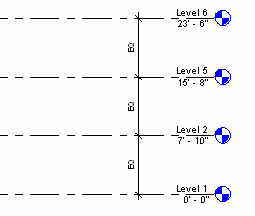 Level 6
23' - 6"
EQ
Level 5
15' - 8"
EQ
Level 2
7' - 10"
EQ
Level 1
0' - 0"